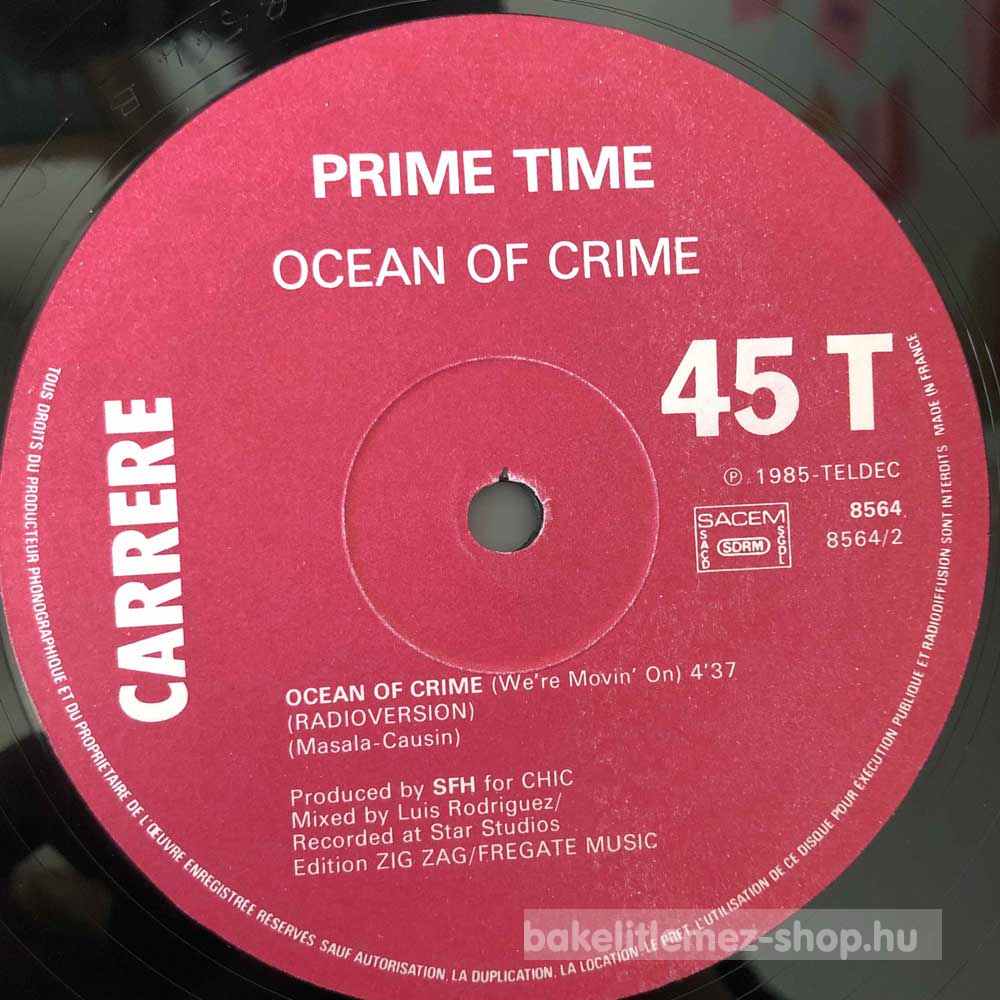 PRIME TIME
OCEAN OF CRIME
45 T
CARRERE
℗ 1985-TELDEC
SACEM
SACD
SDRM
SGDL
8564
8564/2
OCEAN OF CRIME (We're Movin' On) 4'37
(RADIOVERSION)
(Masala-Causin)
Produced by SFH for CHIC
Mixed by Luis Rodriguez/
Recorded at Star Studios
Edition ZIG ZAG/FREGATE MUSIC
TOUS DROITS DU PRODUCTEUR PHONOGRAPHIQUE ET DU PROPRIETAIRE DE L'ŒUVRE ENREGISTREE RÉSERVÉS SAUF AUTORISATION, LA DUPLICATION, LA LOCATION, LE PRÊT, L'UTILISATION DE CE DISQUE POUR EXÉCUTION PUBLIQUE ET RADIODIFFUSION SONT INTERDITS MADE IN FRANCE
bakelitlemez-shop.hu